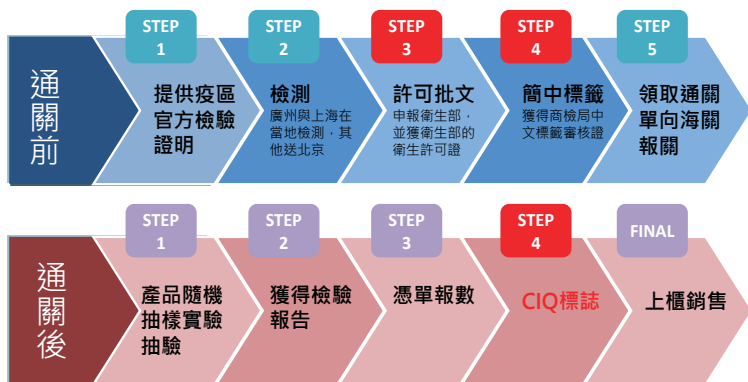 通關前
STEP
1
提供疫區
官方檢驗
證明
STEP
2
檢測
廣州與上海在
當地檢測，其
他送北京
STEP
3
許可批文
申報衛生部，
並獲衛生部的
衛生許可證
STEP
4
簡中標籤
獲得商檢局中
文標籤審核證
STEP
5
領取通關
單向海關
報關
通關後
STEP
1
產品隨機
抽樣實驗
抽驗
STEP
2
獲得檢驗
報告
STEP
3
憑單報數
STEP
4
CIQ標誌
FINAL
上櫃銷售